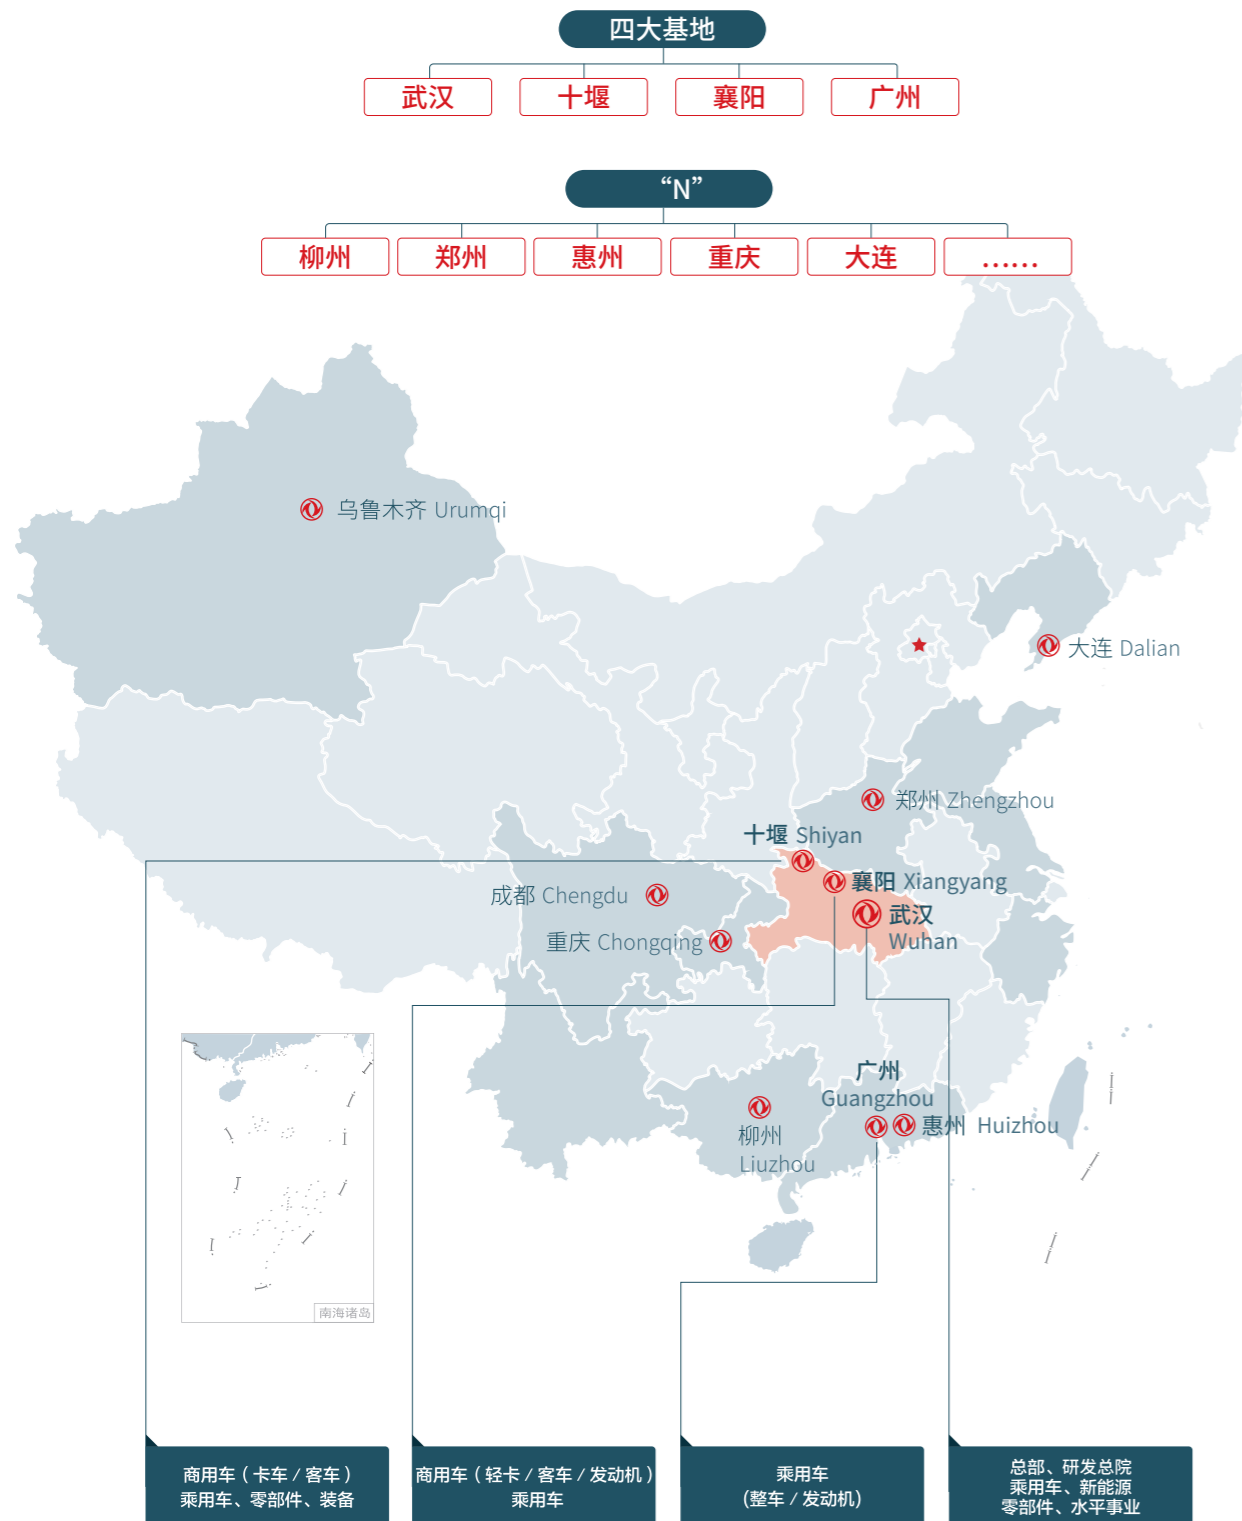 四大基地
武汉
十堰
襄阳
广州
“N”
柳州
郑州
惠州
重庆
大连
……
乌鲁木齐 Urumqi
大连 Dalian
郑州 Zhengzhou
十堰 Shiyan
襄阳 Xiangyang
成都 Chengdu
武汉
Wuhan
重庆 Chongqing
广州
Guangzhou
惠州 Huizhou
柳州
Liuzhou
南海诸岛
商用车（卡车 / 客车）
乘用车、零部件、装备
商用车（轻卡 / 客车 / 发动机）
乘用车
乘用车
(整车 / 发动机)
总部、研发总院
乘用车、新能源
零部件、水平事业